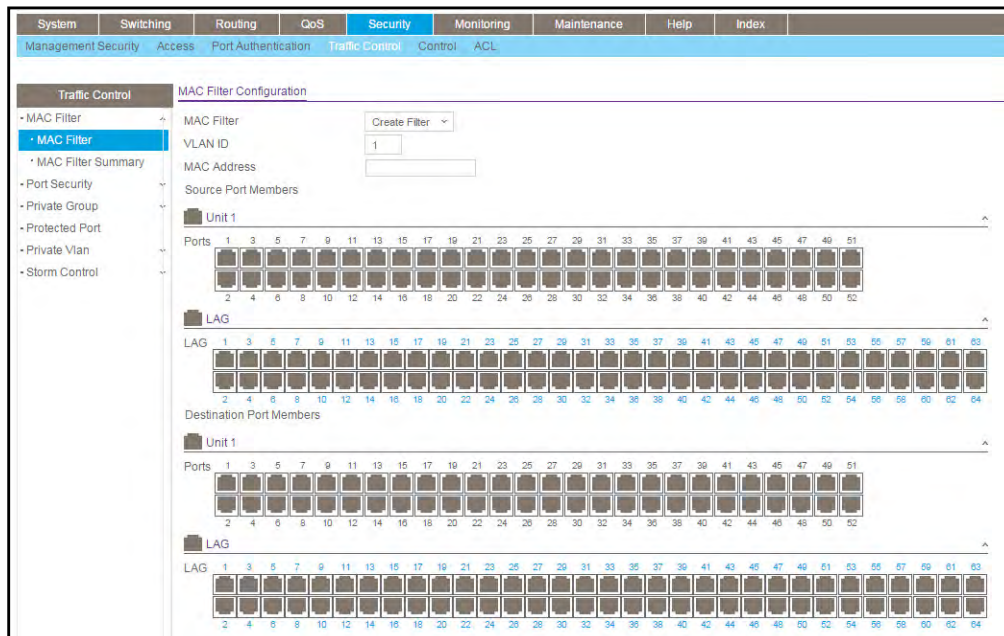 System Switching Routing QoS Security Monitoring Maintenance Help Index
Management Security Access Port Authentication Traffic Control Control ACL
Traffic Control
MAC Filter
MAC Filter
MAC Filter Summary
Port Security
Private Group
Protected Port
Private Vlan
Storm Control
MAC Filter Configuration
MAC Filter Create Filter
VLAN ID 1
MAC Address
Source Port Members
Unit 1
Ports 1 3 5 7 9 11 13 15 17 19 21 23 25 27 29 31 33 35 37 39 41 43 45 47 49 51
2 4 6 8 10 12 14 16 18 20 22 24 26 28 30 32 34 36 38 40 42 44 46 48 50 52
LAG
LAG 1 3 5 7 9 11 13 15 17 19 21 23 25 27 29 31 33 35 37 39 41 43 45 47 49 51 53 55 57 59 61 63
2 4 6 8 10 12 14 16 18 20 22 24 26 28 30 32 34 36 38 40 42 44 46 48 50 52 54 56 58 60 62 64
Destination Port Members
Unit 1
Ports 1 3 5 7 9 11 13 15 17 19 21 23 25 27 29 31 33 35 37 39 41 43 45 47 49 51
2 4 6 8 10 12 14 16 18 20 22 24 26 28 30 32 34 36 38 40 42 44 46 48 50 52
LAG
LAG 1 3 5 7 9 11 13 15 17 19 21 23 25 27 29 31 33 35 37 39 41 43 45 47 49 51 53 55 57 59 61 63
2 4 6 8 10 12 14 16 18 20 22 24 26 28 30 32 34 36 38 40 42 44 46 48 50 52 54 56 58 60 62 64